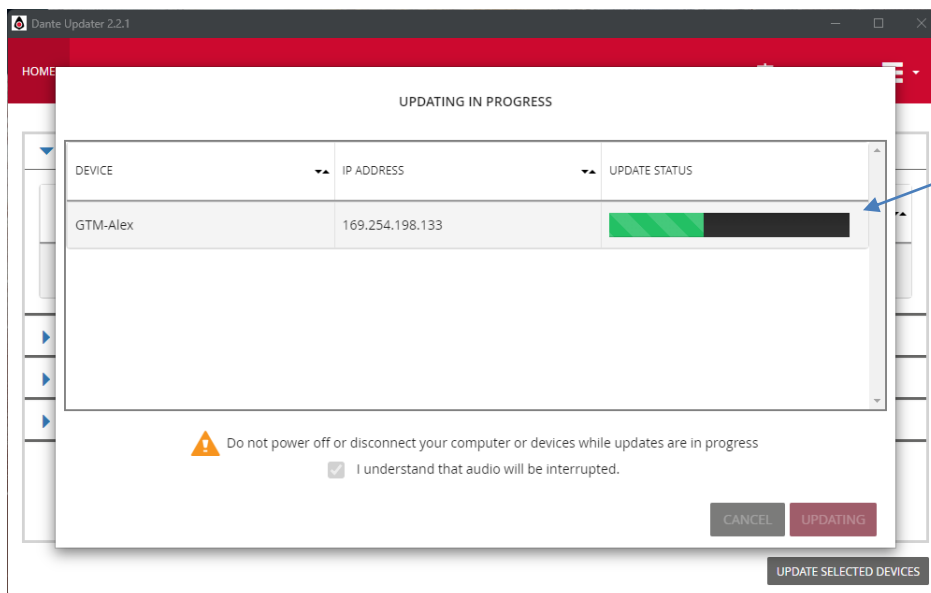 Dante Updater 2.2.1
HOME
UPDATING IN PROGRESS
DEVICE IP ADDRESS UPDATE STATUS
GTM-Alex 169.254.198.133
Do not power off or disconnect your computer or devices while updates are in progress
I understand that audio will be interrupted.
CANCEL UPDATING
UPDATE SELECTED DEVICES